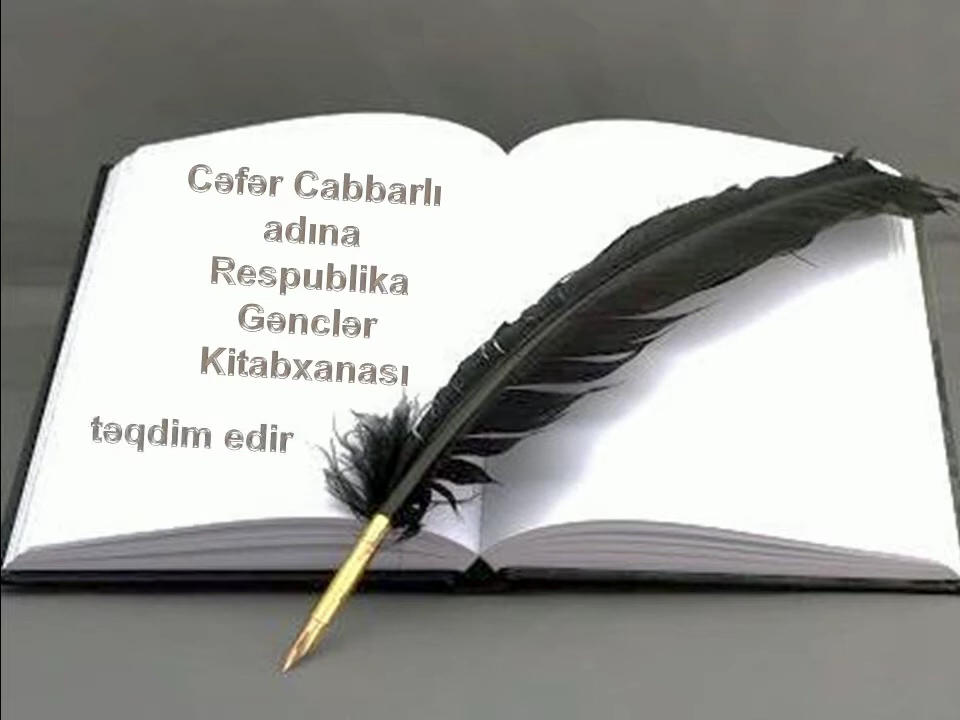 Cəfər Cabbarlı
adına
Respublika
Gənclər
Kitabxanası
təqdim edir